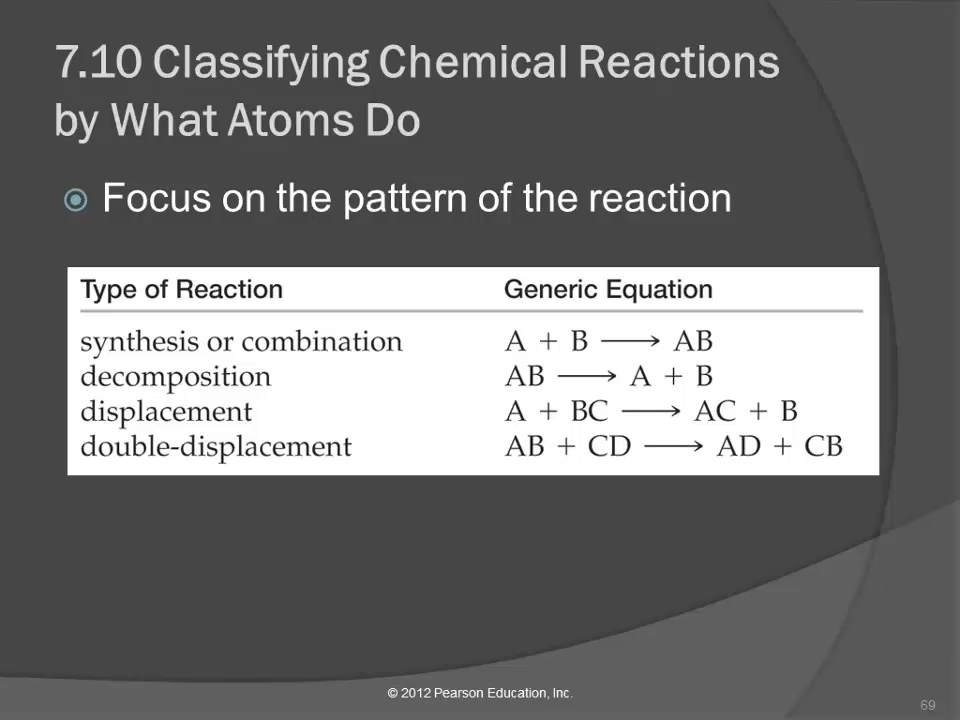 7.10 Classifying Chemical Reactions
by What Atoms Do
Focus on the pattern of the reaction
Type of Reaction Generic Equation
synthesis or combination A + B ⟶ AB
decomposition AB ⟶ A + B
displacement A + BC ⟶ AC + B
double-displacement AB + CD ⟶ AD + CB
© 2012 Pearson Education, Inc.
69